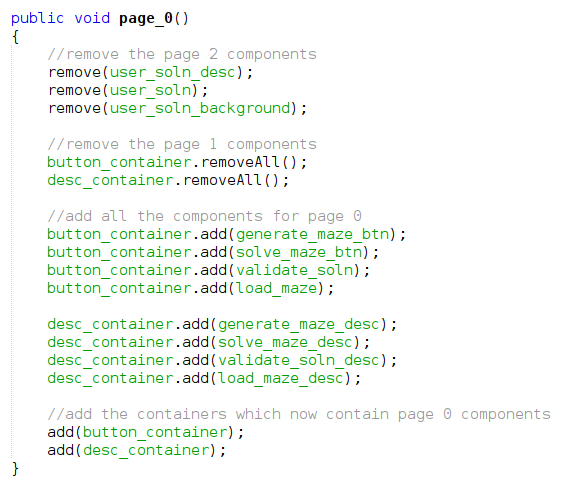 public void page_0()
{
    //remove the page 2 components
    remove(user_soln_desc);
    remove(user_soln);
    remove(user_soln_background);

    //remove the page 1 components
    button_container.removeAll();
    desc_container.removeAll();

    //add all the components for page 0
    button_container.add(generate_maze_btn);
    button_container.add(solve_maze_btn);
    button_container.add(validate_soln);
    button_container.add(load_maze);

    desc_container.add(generate_maze_desc);
    desc_container.add(solve_maze_desc);
    desc_container.add(validate_soln_desc);
    desc_container.add(load_maze_desc);

    //add the containers which now contain page 0 components
    add(button_container);
    add(desc_container);
}